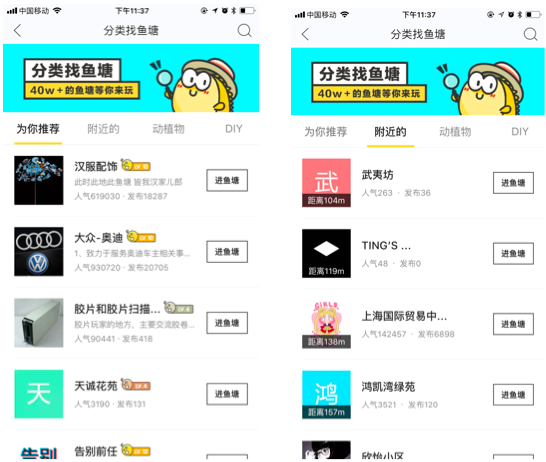 中国移动
下午11:37
分类找鱼塘
分类找鱼塘
40w+的鱼塘等你来玩
为你推荐
附近的
动植物
DIY
汉服配饰
此时此地此鱼塘 皆我汉家儿郎
人气619030 · 发布18287
进鱼塘
大众-奥迪
1、致力于服务奥迪车主相关事...
人气930720 · 发布20705
进鱼塘
胶片和胶片扫描...
胶片玩家的地方、主要交流胶卷...
人气90441 · 发布418
进鱼塘
天
天诚花苑
人气3190 · 发布131
进鱼塘
告别
告别前任
中国移动
下午11:37
分类找鱼塘
分类找鱼塘
40w+的鱼塘等你来玩
为你推荐
附近的
动植物
DIY
武
距离104m
武夷坊
人气263 · 发布36
进鱼塘
距离119m
TING'S ...
人气48 · 发布0
进鱼塘
GIRLS
距离138m
上海国际贸易中...
人气142457 · 发布6898
进鱼塘
鸿
距离157m
鸿凯湾绿苑
人气3521 · 发布120
进鱼塘
欣怡小区